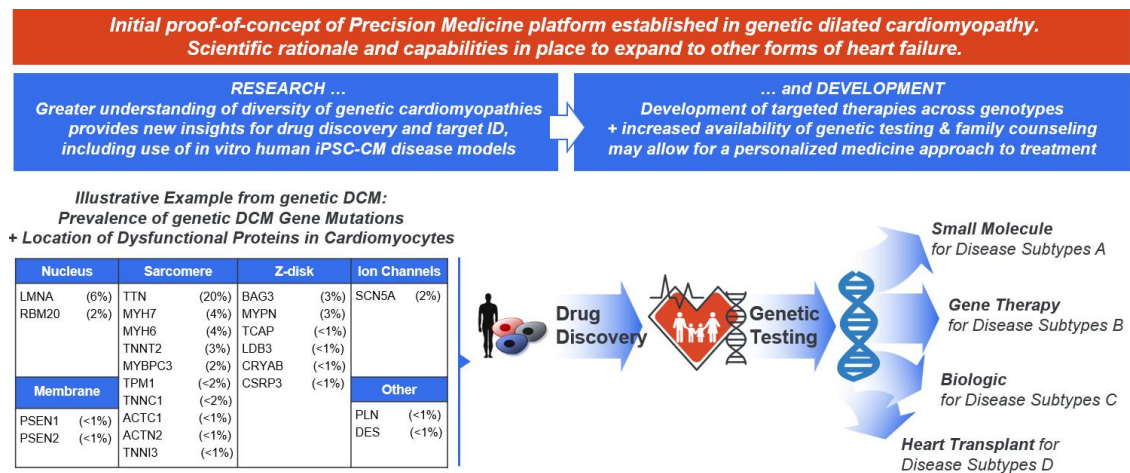 Initial proof-of-concept of Precision Medicine platform established in genetic dilated cardiomyopathy.
Scientific rationale and capabilities in place to expand to other forms of heart failure.
RESEARCH ...
Greater understanding of diversity of genetic cardiomyopathies
provides new insights for drug discovery and target ID,
including use of in vitro human iPSC-CM disease models
... and DEVELOPMENT
Development of targeted therapies across genotypes
+ increased availability of genetic testing & family counseling
may allow for a personalized medicine approach to treatment
Illustrative Example from genetic DCM:
Prevalence of genetic DCM Gene Mutations
+ Location of Dysfunctional Proteins in Cardiomyocytes
Nucleus
LMNA (6%)
RBM20 (2%)
Membrane
PSEN1 (<1%)
PSEN2 (<1%)
Sarcomere
TTN (20%)
MYH7 (4%)
MYH6 (4%)
TNNT2 (3%)
MYBPC3 (2%)
TPM1 (<2%)
TNNC1 (<2%)
ACTC1 (<1%)
ACTN2 (<1%)
TNNI3 (<1%)
Z-disk
BAG3 (3%)
MYPN (3%)
TCAP (<1%)
LDB3 (<1%)
CRYAB (<1%)
CSRP3 (<1%)
Ion Channels
SCN5A (2%)
Other
PLN (<1%)
DES (<1%)
Drug
Discovery
Genetic
Testing
Small Molecule
for Disease Subtypes A
Gene Therapy
for Disease Subtypes B
Biologic
for Disease Subtypes C
Heart Transplant for
Disease Subtypes D